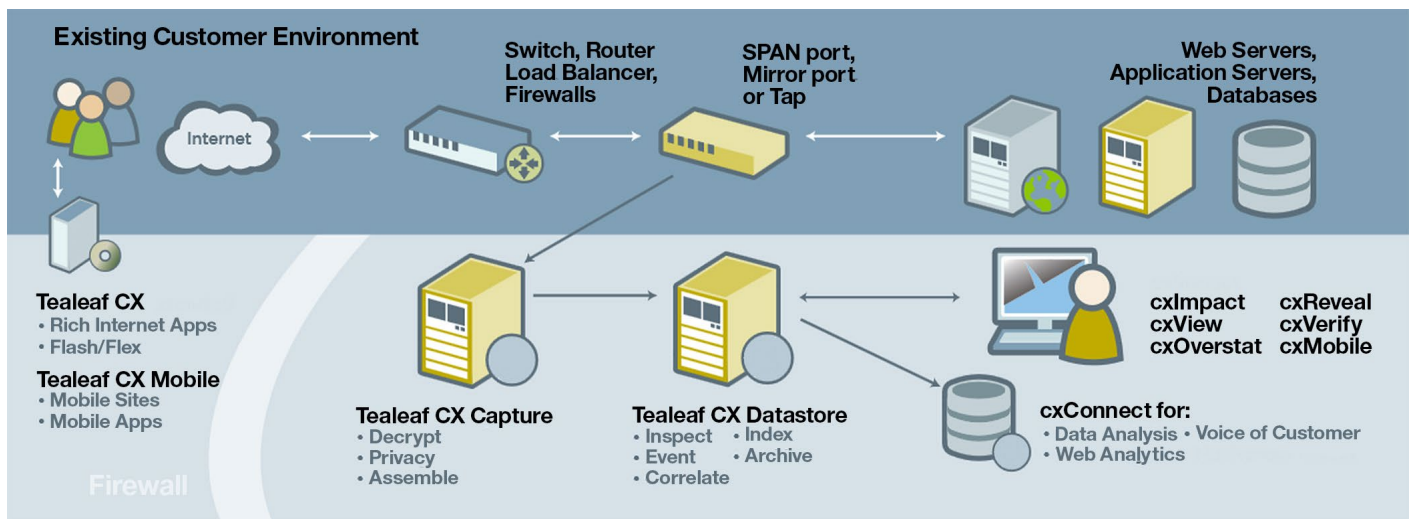 Existing Customer Environment
Switch, Router
Load Balancer,
Firewalls
SPAN port,
Mirror port
or Tap
Web Servers,
Application Servers,
Databases
Internet
Tealeaf CX
• Rich Internet Apps
• Flash/Flex
Tealeaf CX Mobile
• Mobile Sites
• Mobile Apps
Firewall
Tealeaf CX Capture
• Decrypt
• Privacy
• Assemble
Tealeaf CX Datastore
• Inspect • Index
• Event • Archive
• Correlate
cxImpact cxReveal
cxView cxVerify
cxOverstat cxMobile
cxConnect for:
• Data Analysis • Voice of Customer
• Web Analytics